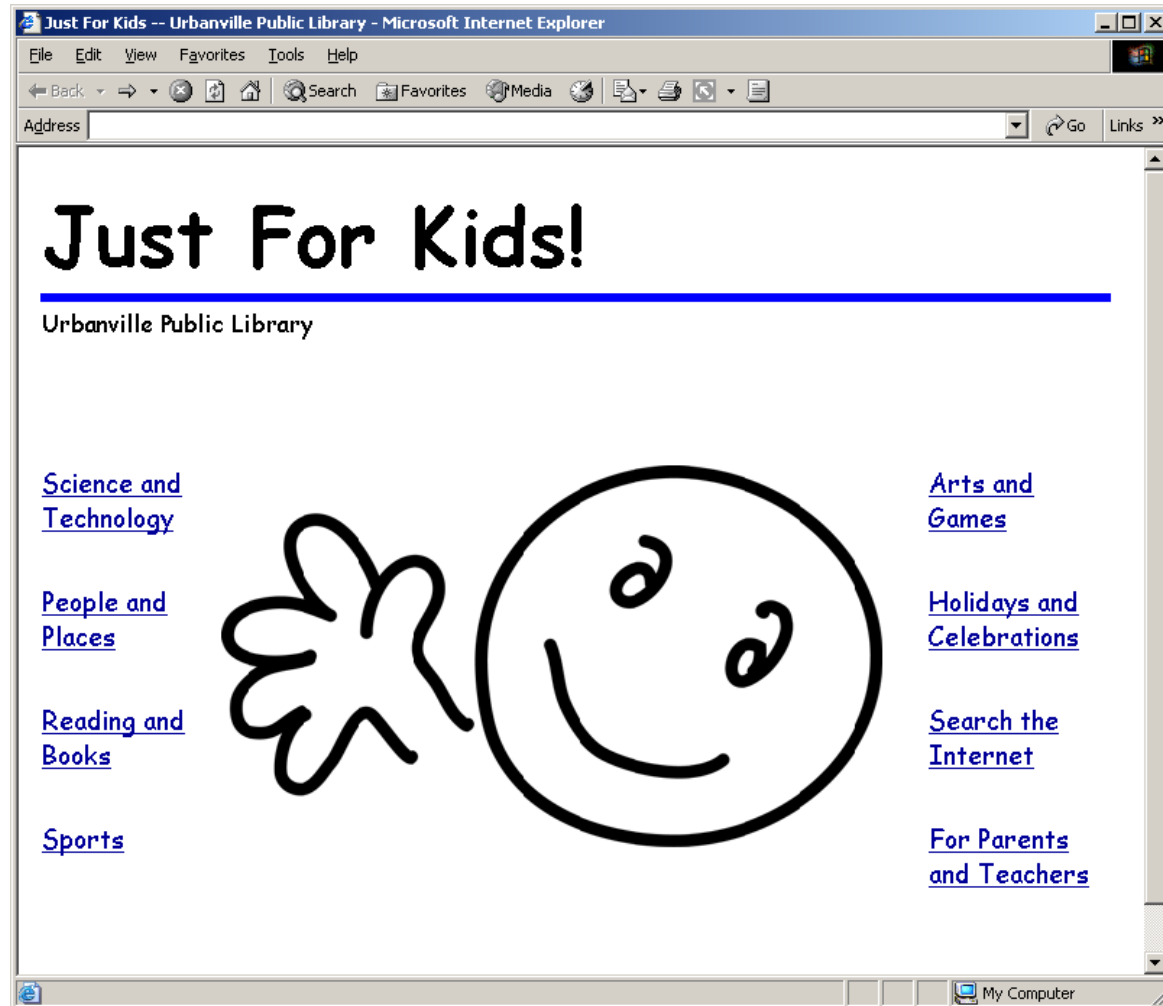 Just For Kids -- Urbanville Public Library - Microsoft Internet Explorer
File Edit View Favorites Tools Help
Back Search Favorites Media
Address Go Links »
Just For Kids!
Urbanville Public Library
Science and
Technology
People and
Places
Reading and
Books
Sports
Arts and
Games
Holidays and
Celebrations
Search the
Internet
For Parents
and Teachers
My Computer